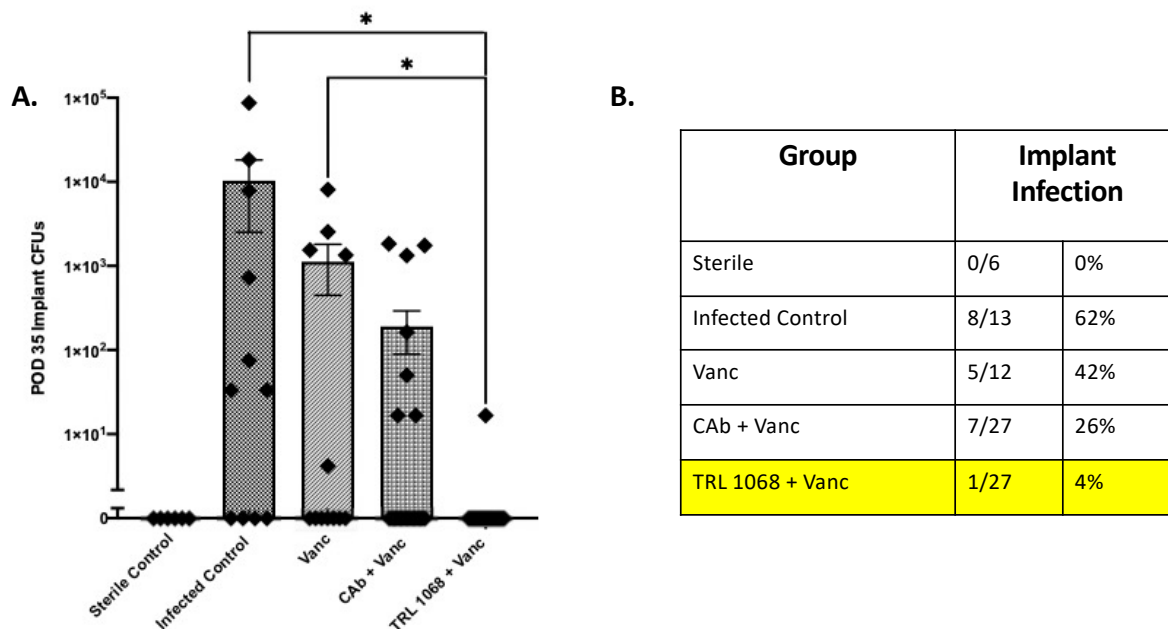 A.
*
*
1×10⁵
1×10⁴
1×10³
1×10²
1×10¹
0
POD 35 Implant CFUs
Sterile Control
Infected Control
Vanc
CAb + Vanc
TRL 1068 + Vanc
B.
Group Implant Infection
Sterile 0/6 0%
Infected Control 8/13 62%
Vanc 5/12 42%
CAb + Vanc 7/27 26%
TRL 1068 + Vanc 1/27 4%